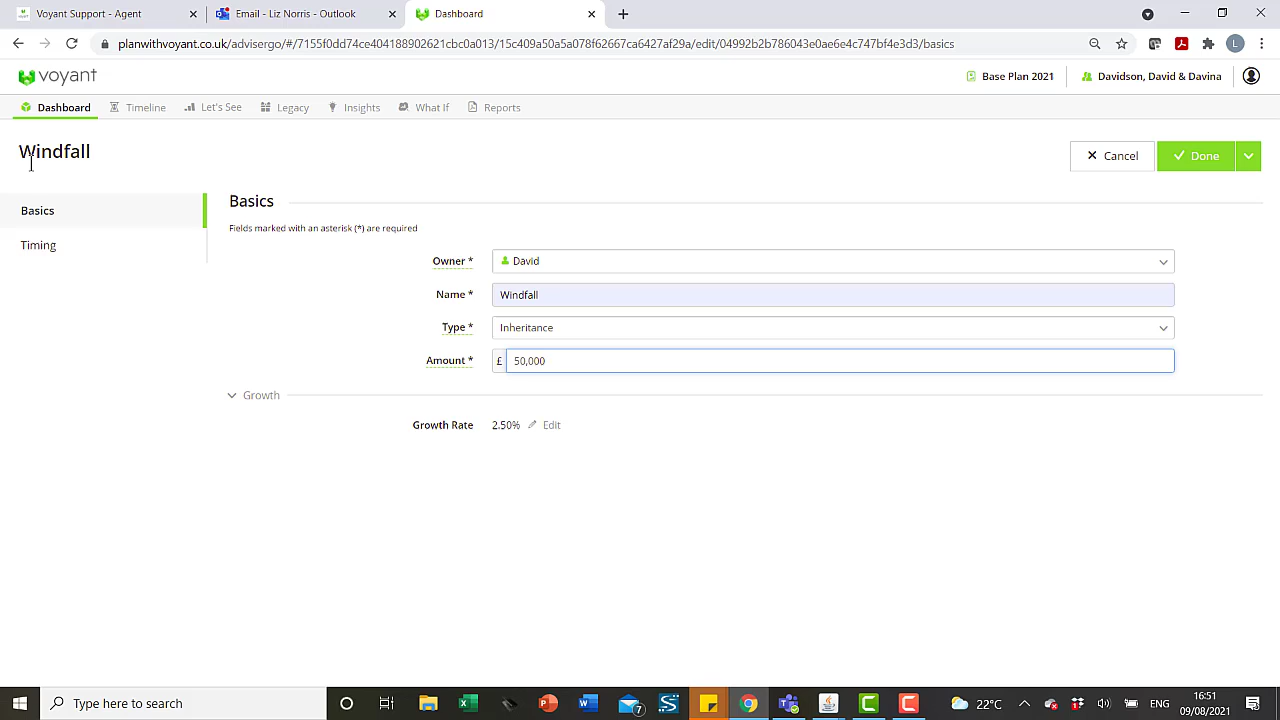 Voyant Support - Agent
Email - Liz Norris - Outlook
Dashboard
planwithvoyant.co.uk/advisergo/#/7155f0dd74ce404188902621d1c0a0f3/15c409a50a5a078f62667ca6427af29a/edit/04992b2b786043e0ae6e4c747bf4e3d3/basics
L
voyant
Base Plan 2021
Davidson, David & Davina
Dashboard
Timeline
Let's See
Legacy
Insights
What If
Reports
Windfall
Cancel
Done
Basics
Timing
Basics
Fields marked with an asterisk (*) are required
Owner *
David
Name *
Windfall
Type *
Inheritance
Amount *
£ 50,000
Growth
Growth Rate
2.50%
Edit
Type here to search
7
22°C
ENG
16:51
09/08/2021